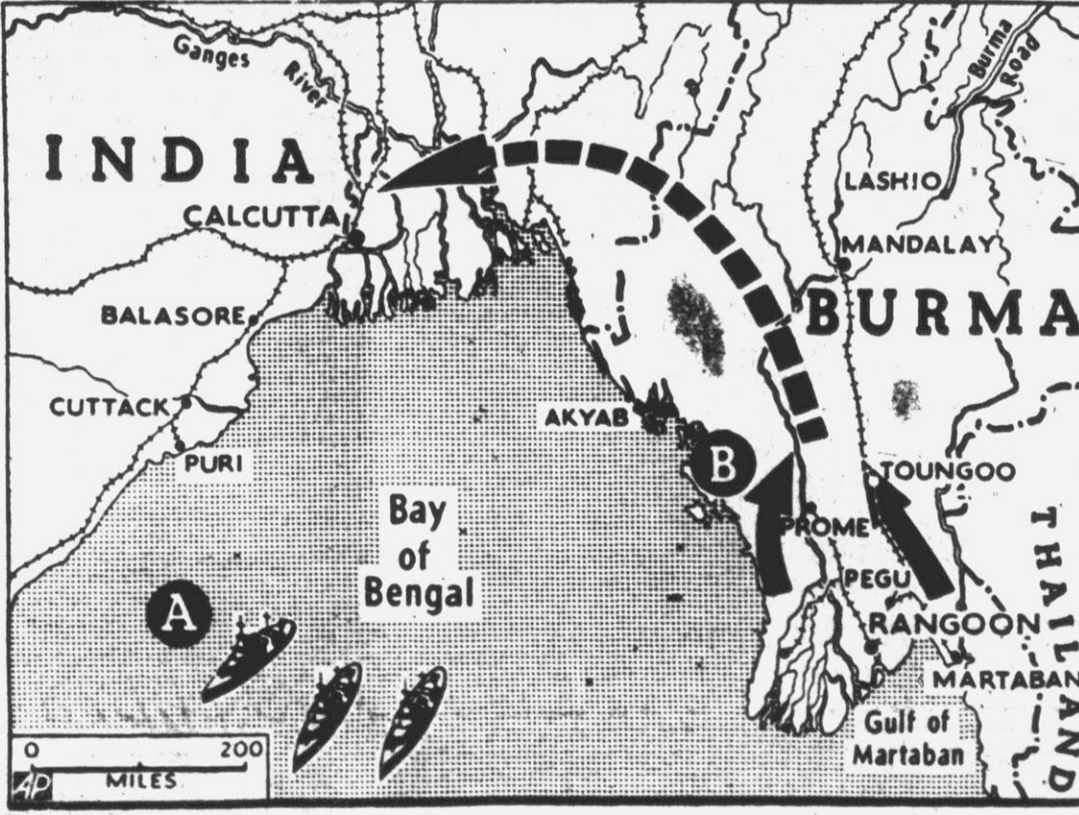 Ganges
River
Burma
Road
INDIA
LASHIO
CALCUTTA
MANDALAY
BALASORE
BURMA
CUTTACK
AKYAB
PURI
B
TOUNGOO
Bay
of
Bengal
PROME
THAILAND
PEGU
A
RANGOON
MARTABAN
Gulf of
Martaban
0 200
MILES
AP